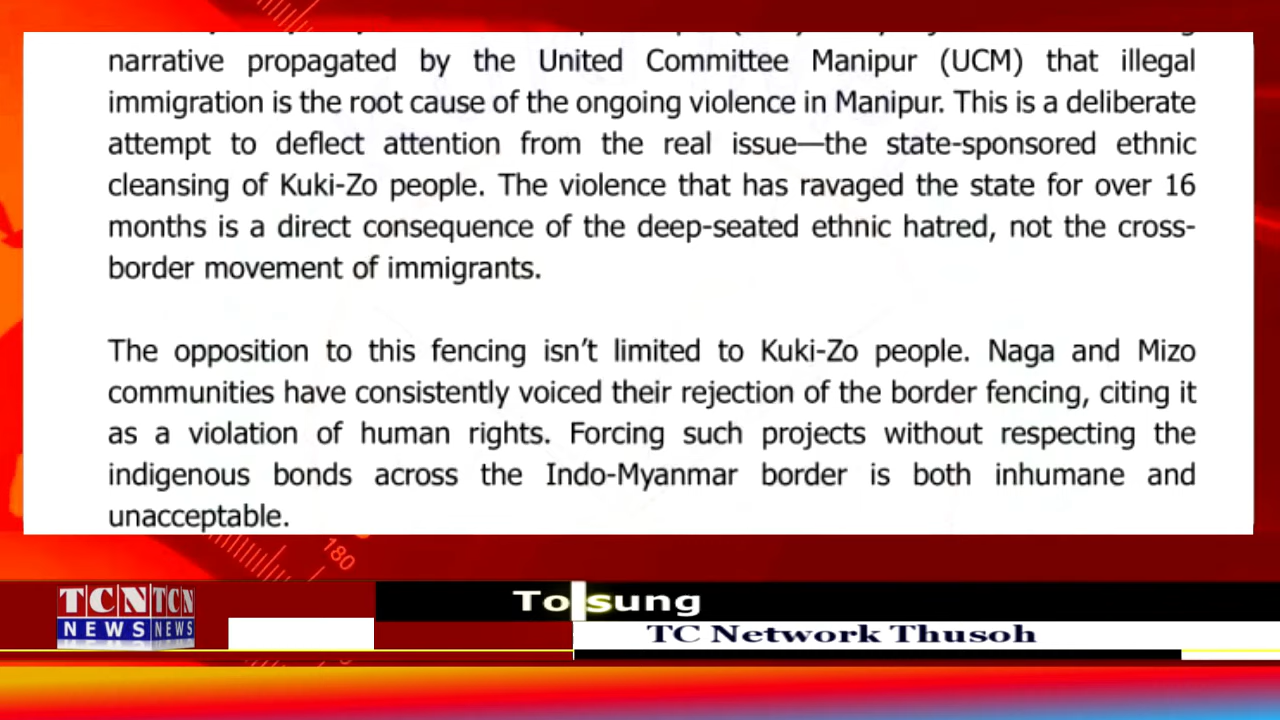 narrative propagated by the United Committee Manipur (UCM) that illegal
immigration is the root cause of the ongoing violence in Manipur. This is a deliberate
attempt to deflect attention from the real issue—the state-sponsored ethnic
cleansing of Kuki-Zo people. The violence that has ravaged the state for over 16
months is a direct consequence of the deep-seated ethnic hatred, not the cross-
border movement of immigrants.
The opposition to this fencing isn’t limited to Kuki-Zo people. Naga and Mizo
communities have consistently voiced their rejection of the border fencing, citing it
as a violation of human rights. Forcing such projects without respecting the
indigenous bonds across the Indo-Myanmar border is both inhumane and
unacceptable.
180
TCN TCN
NEWS NEWS
TC Network Thusoh